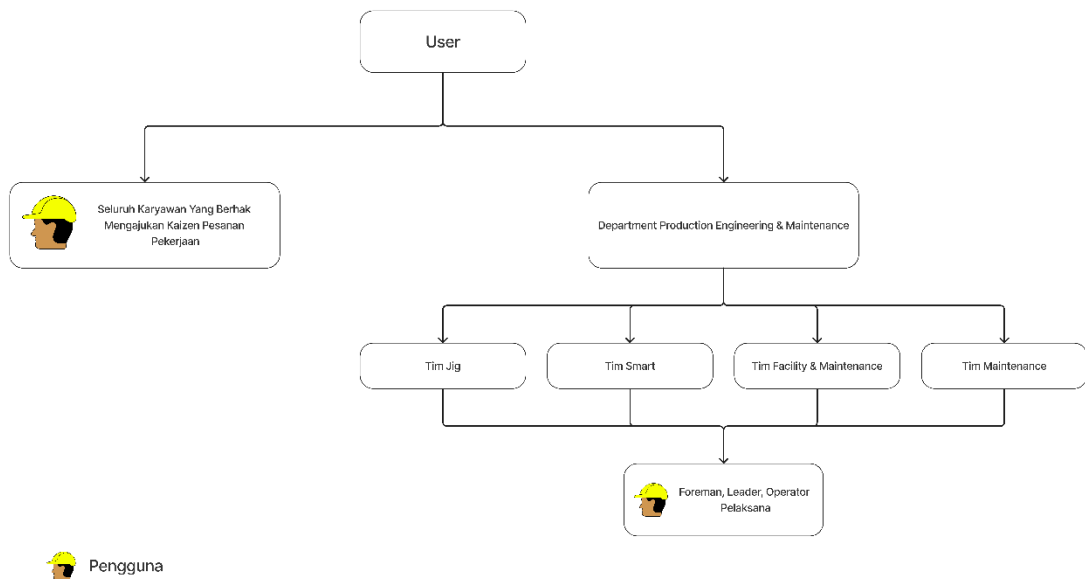 User
Seluruh Karyawan Yang Berhak
Mengajukan Kaizen Pesanan
Pekerjaan
Department Production Engineering & Maintenance
Tim Jig
Tim Smart
Tim Facility & Maintenance
Tim Maintenance
Foreman, Leader, Operator
Pelaksana
Pengguna